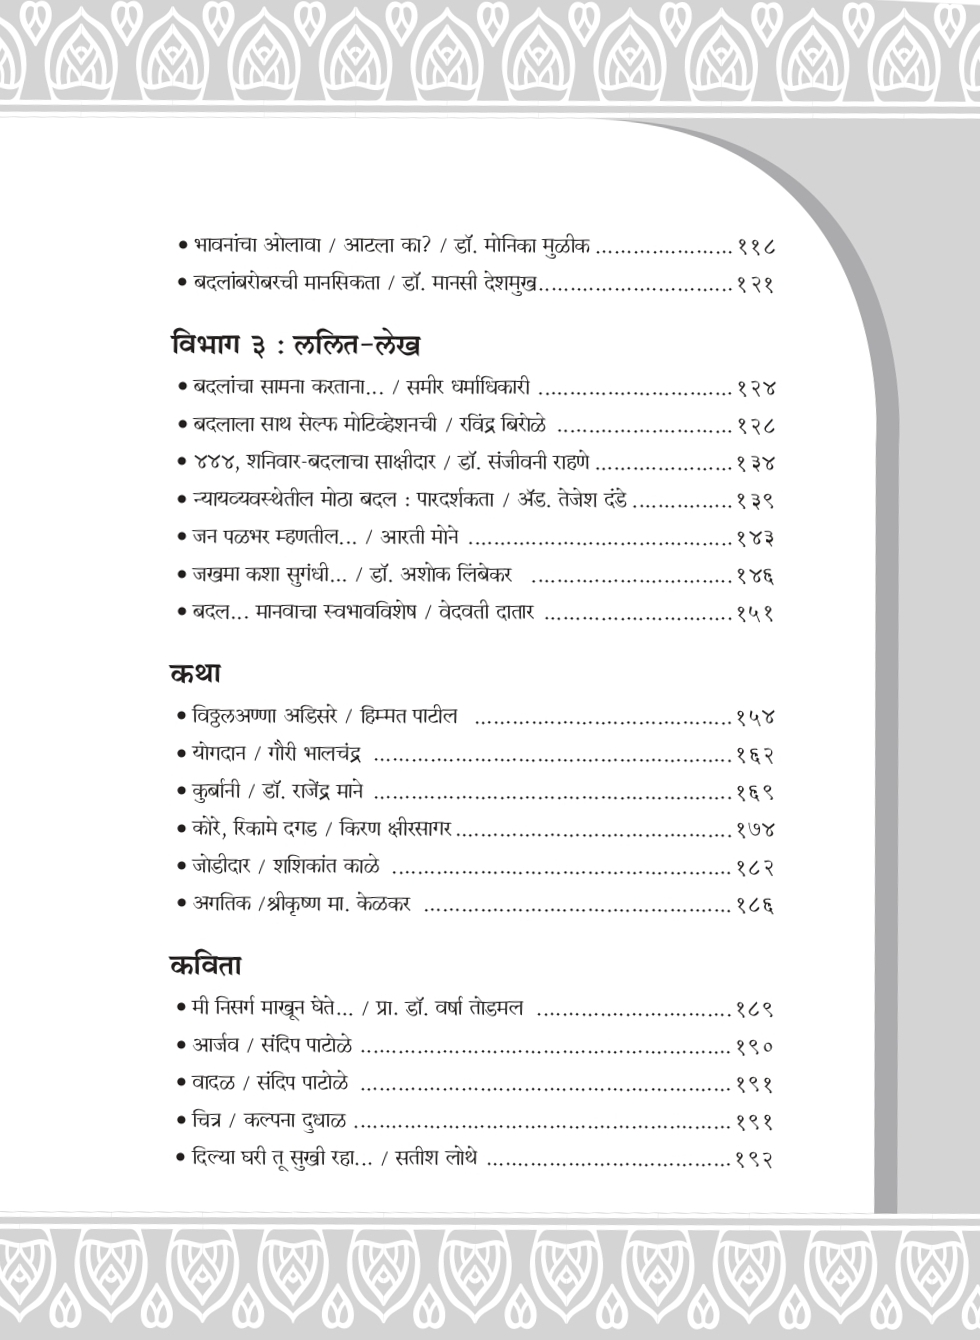 • भावनांचा ओलावा / आटला का? / डॉ. मोनिका मुळीक ...................... ११८
• बदलांबरोबरची मानसिकता / डॉ. मानसी देशमुख............................... १२१
विभाग ३ : ललित-लेख
• बदलांचा सामना करताना... / समीर धर्माधिकारी ............................... १२४
• बदलाला साथ सेल्फ मोटिव्हेशनची / रविंद्र बिरोळे ............................ १२८
• ४४४, शनिवार-बदलाचा साक्षीदार / डॉ. संजीवनी राहणे ...................... १३४
• न्यायव्यवस्थेतील मोठा बदल : पारदर्शकता / ॲड. तेजेश दंडे ................ १३९
• जन पळभर म्हणतील... / आरती मोने .......................................... १४३
• जखमा कशा सुगंधी... / डॉ. अशोक लिंबेकर ................................ १४६
• बदल... मानवाचा स्वभावविशेष / वेदवती दातार .............................. १५१
कथा
• विठ्ठलअण्णा अडिसरे / हिम्मत पाटील ......................................... १५४
• योगदान / गौरी भालचंद्र ......................................................... १६२
• कुर्बानी / डॉ. राजेंद्र माने ......................................................... १६९
• कोरे, रिकामे दगड / किरण क्षीरसागर ............................................ १७४
• जोडीदार / शशिकांत काळे ...................................................... १८२
• अगतिक /श्रीकृष्ण मा. केळकर ................................................. १८६
कविता
• मी निसर्ग माखून घेते... / प्रा. डॉ. वर्षा तोडमल ............................... १८९
• आर्जव / संदिप पाटोळे ........................................................... १९०
• वादळ / संदिप पाटोळे ........................................................... १९१
• चित्र / कल्पना दुधाळ ............................................................ १९१
• दिल्या घरी तू सुखी रहा... / सतीश लोथे ....................................... १९२